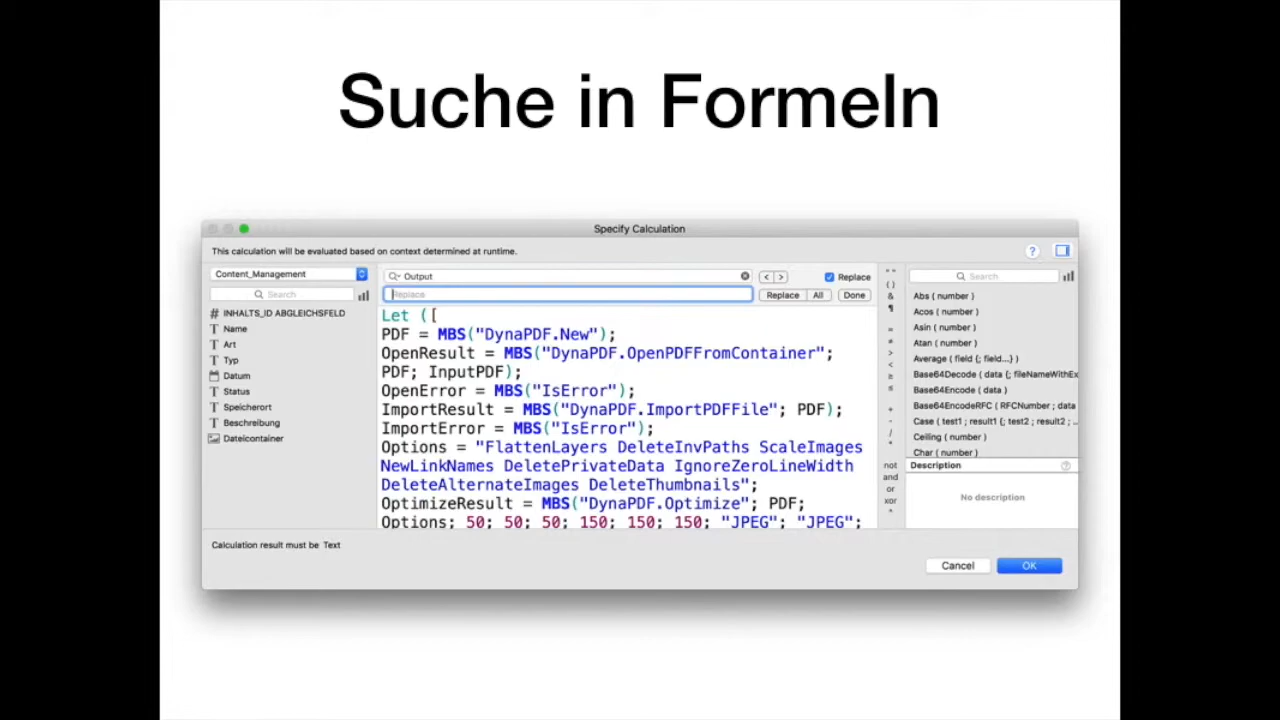 Suche in Formeln
Specify Calculation
This calculation will be evaluated based on context determined at runtime.
?
Content_Management
Search
# INHALTS_ID ABGLEICHSFELD
T Name
T Art
T Typ
Datum
T Status
T Speicherort
T Beschreibung
Dateicontainer
Output
< >
Replace
Replace
Replace
All
Done
Let ([
PDF = MBS("DynaPDF.New");
OpenResult = MBS("DynaPDF.OpenPDFFromContainer";
PDF; InputPDF);
OpenError = MBS("IsError");
ImportResult = MBS("DynaPDF.ImportPDFFile"; PDF);
ImportError = MBS("IsError");
Options = "FlattenLayers DeleteInvPaths ScaleImages
NewLinkNames DeletePrivateData IgnoreZeroLineWidth
DeleteAlternateImages DeleteThumbnails";
OptimizeResult = MBS("DynaPDF.Optimize"; PDF;
Options; 50; 50; 50; 150; 150; 150; "JPEG"; "JPEG";
" "
( )
&
¶
=
≠
>
<
≥
≤
+
-
/
*
not
and
or
xor
^
Search
Abs ( number )
Acos ( number )
Asin ( number )
Atan ( number )
Average ( field {; field...} )
Base64Decode ( data {; fileNameWithEx
Base64Encode ( data )
Base64EncodeRFC ( RFCNumber ; data
Case ( test1 ; result1 {; test2 ; result2 ; ...
Ceiling ( number )
Char ( number )
Description
?
No description
Calculation result must be Text
Cancel
OK